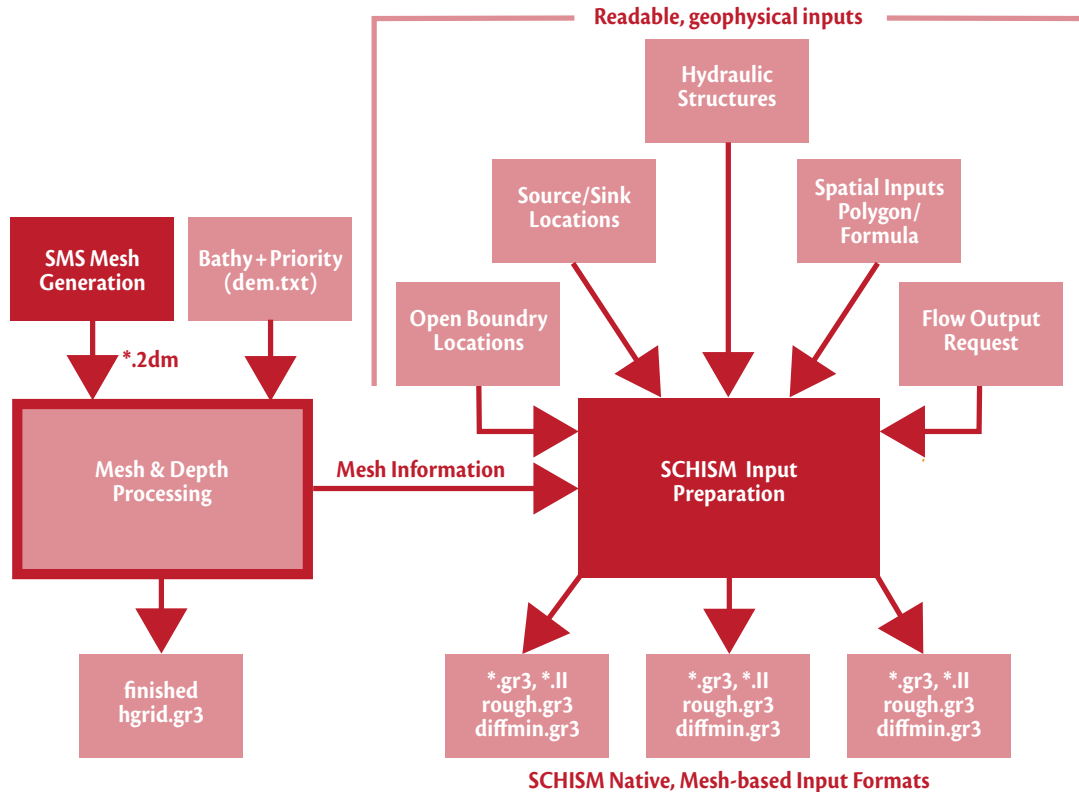 Readable, geophysical inputs
Hydraulic
Structures
Source/Sink
Locations
Spatial Inputs
Polygon/
Formula
SMS Mesh
Generation
Bathy + Priority
(dem.txt)
Open Boundry
Locations
Flow Output
Request
*.2dm
Mesh & Depth
Processing
Mesh Information
SCHISM Input
Preparation
finished
hgrid.gr3
*.gr3, *.II
rough.gr3
diffmin.gr3
*.gr3, *.II
rough.gr3
diffmin.gr3
*.gr3, *.II
rough.gr3
diffmin.gr3
SCHISM Native, Mesh-based Input Formats